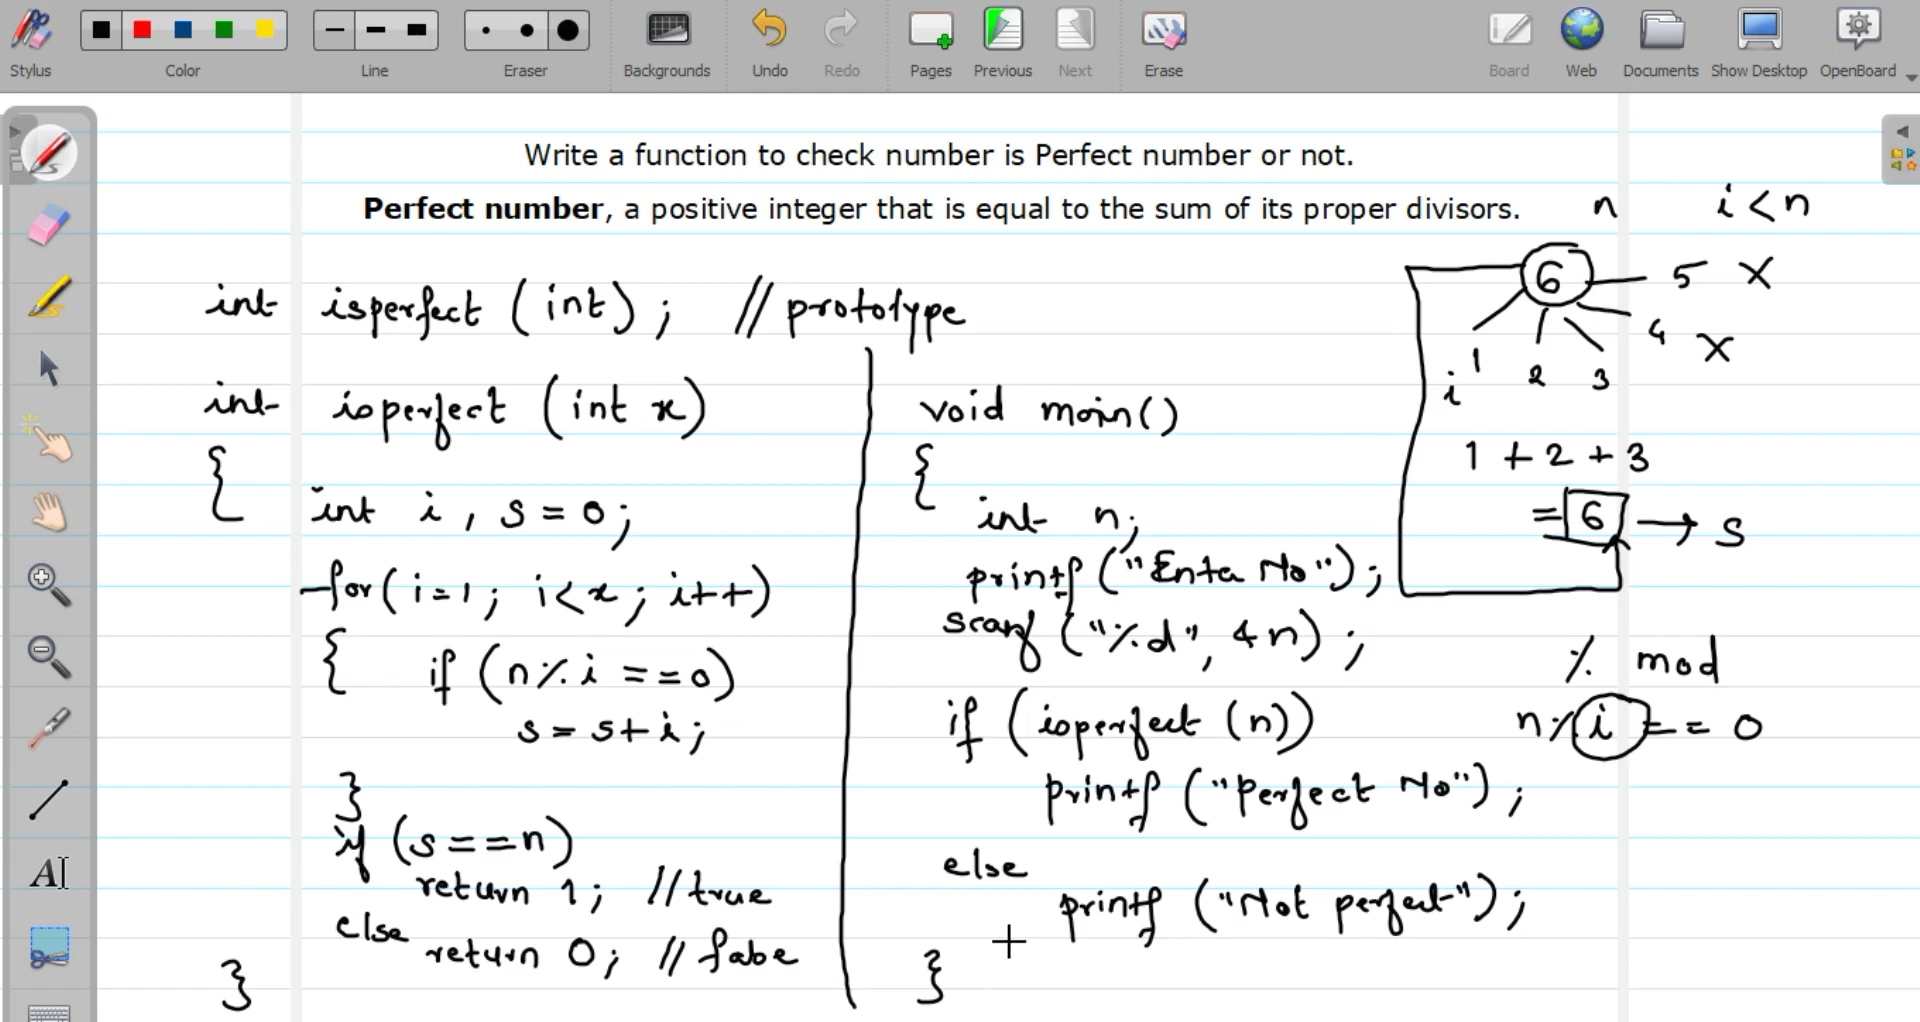 Stylus Color Line Eraser Backgrounds Undo Redo Pages Previous Next Erase Board Web Documents Show Desktop OpenBoard
Write a function to check number is Perfect number or not.
Perfect number, a positive integer that is equal to the sum of its proper divisors.
n i < n
int isperfect (int) ; // prototype
int isperfect (int x)
{
int i , s = 0 ;
for ( i = 1 ; i < x ; i++ )
{ if (n % i == 0)
s = s + i ;
}
if (s == n)
return 1 ; // true
else
return 0 ; // false
}
void main()
{
int n;
printf ("Enter No") ;
scanf ("%d", &n) ;
if (isperfect (n))
printf ("Perfect No") ;
else
printf ("Not perfect") ;
}
6 5 X
4 X
i 1 2 3
1 + 2 + 3
= 6 → s
% mod
n % i == 0
A